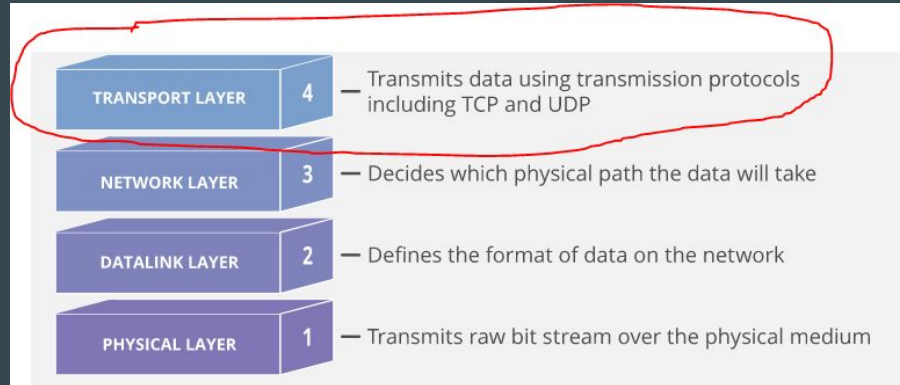 TRANSPORT LAYER 4 — Transmits data using transmission protocols
including TCP and UDP
NETWORK LAYER 3 — Decides which physical path the data will take
DATALINK LAYER 2 — Defines the format of data on the network
PHYSICAL LAYER 1 — Transmits raw bit stream over the physical medium